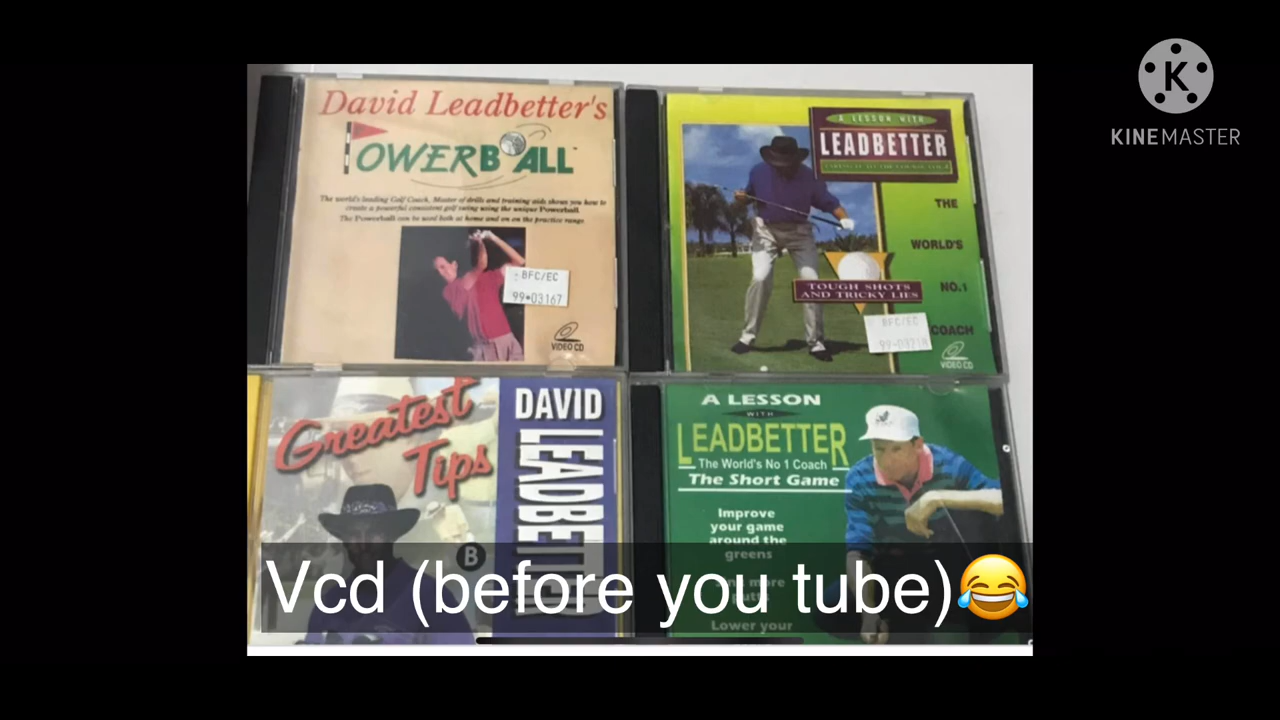 David Leadbetter's
POWERBALL™
The world's leading Golf Coach, Master of drills and training aids shows you how to
create a powerful consistent golf swing using the unique Powerball.
The Powerball can be used both at home and on on the practice range.
BFC/EC
99-03167
VIDEO CD
A LESSON WITH
LEADBETTER
THE
WORLD'S
NO.1
COACH
TOUGH SHOTS
AND TRICKY LIES
BFC/EC
VIDEO CD
Greatest
Tips
DAVID
LEADBETTER
B
A LESSON
WITH
LEADBETTER
The World's No 1 Coach
The Short Game
Improve
your game
around the
greens
Lower your
Vcd (before you tube)😂
K
KINEMASTER